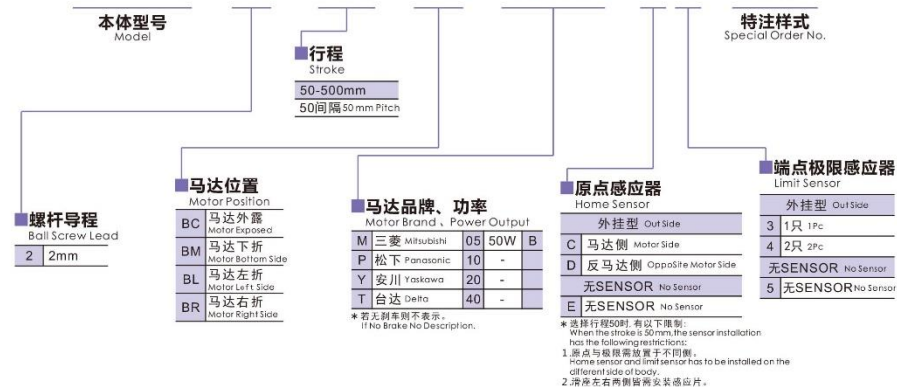 本体型号
Model
特注样式
Special Order No.
行程
Stroke
50-500mm
50间隔 50 mm Pitch
螺杆导程
Ball Screw Lead
2 2mm
马达位置
Motor Position
BC 马达外露
Motor Exposed
BM 马达下折
Motor Bottom Side
BL 马达左折
Motor Left Side
BR 马达右折
Motor Right Side
马达品牌、功率
Motor Brand、Power Output
M 三菱 Mitsubishi 05 50W B
P 松下 Panosonic 10 -
Y 安川 Yaskawa 20 -
T 台达 Delta 40 -
* 若无刹车则不表示。
If No Brake No Description.
原点感应器
Home Sensor
外挂型 Out Side
C 马达侧 Motor Side
D 反马达侧 OppoSite Motor Side
无SENSOR No Sensor
E 无SENSOR No Sensor
* 选择行程50时, 有以下限制:
When the stroke is 50mm, the sensor installation
has the following restrictions:
1.原点与极限需放置于不同侧。
Home sensor and limit sensor has to be installed on the
different side of body.
2.滑座左右两侧皆需安装感应片。
端点极限感应器
Limit Sensor
外挂型 Out Side
3 1只 1Pc
4 2只 2Pc
无SENSOR No Sensor
5 无SENSOR No Sensor